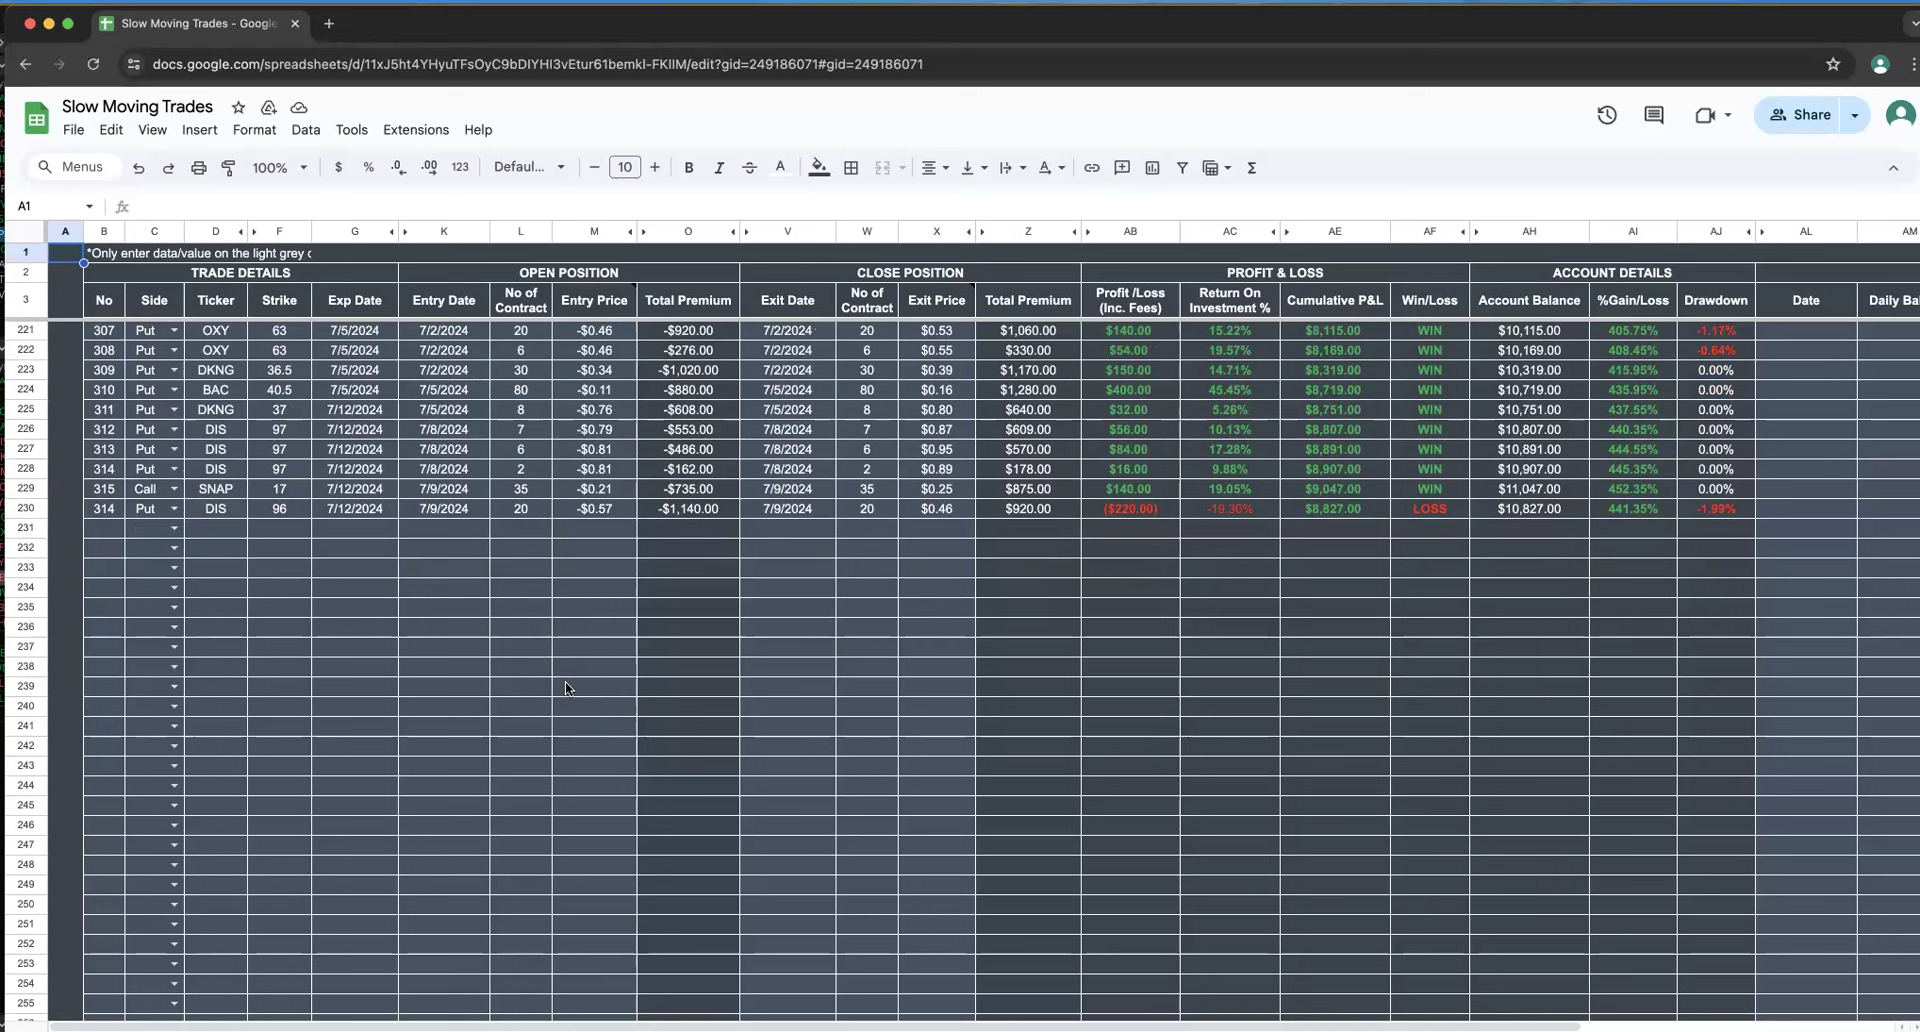 Slow Moving Trades - Google
docs.google.com/spreadsheets/d/11xJ5ht4YHyuTFsOyC9bDIYHI3vEtur61bemkI-FKIIM/edit?gid=249186071#gid=249186071
Slow Moving Trades
Share
File Edit View Insert Format Data Tools Extensions Help
Menus 100% $ % .0 .00 123 Defaul... 10 B I S A Σ
A1 fx
A B C D F G K L M O V W X Z AB AC AE AF AH AI AJ AL AM
1 *Only enter data/value on the light grey c
2 TRADE DETAILS OPEN POSITION CLOSE POSITION PROFIT & LOSS ACCOUNT DETAILS
3 No Side Ticker Strike Exp Date Entry Date No of Contract Entry Price Total Premium Exit Date No of Contract Exit Price Total Premium Profit /Loss (Inc. Fees) Return On Investment % Cumulative P&L Win/Loss Account Balance %Gain/Loss Drawdown Date Daily Ba
221 307 Put OXY 63 7/5/2024 7/2/2024 20 -$0.46 -$920.00 7/2/2024 20 $0.53 $1,060.00 $140.00 15.22% $8,115.00 WIN $10,115.00 405.75% -1.17%
222 308 Put OXY 63 7/5/2024 7/2/2024 6 -$0.46 -$276.00 7/2/2024 6 $0.55 $330.00 $54.00 19.57% $8,169.00 WIN $10,169.00 408.45% -0.64%
223 309 Put DKNG 36.5 7/5/2024 7/2/2024 30 -$0.34 -$1,020.00 7/2/2024 30 $0.39 $1,170.00 $150.00 14.71% $8,319.00 WIN $10,319.00 415.95% 0.00%
224 310 Put BAC 40.5 7/5/2024 7/5/2024 80 -$0.11 -$880.00 7/5/2024 80 $0.16 $1,280.00 $400.00 45.45% $8,719.00 WIN $10,719.00 435.95% 0.00%
225 311 Put DKNG 37 7/12/2024 7/5/2024 8 -$0.76 -$608.00 7/5/2024 8 $0.80 $640.00 $32.00 5.26% $8,751.00 WIN $10,751.00 437.55% 0.00%
226 312 Put DIS 97 7/12/2024 7/8/2024 7 -$0.79 -$553.00 7/8/2024 7 $0.87 $609.00 $56.00 10.13% $8,807.00 WIN $10,807.00 440.35% 0.00%
227 313 Put DIS 97 7/12/2024 7/8/2024 6 -$0.81 -$486.00 7/8/2024 6 $0.95 $570.00 $84.00 17.28% $8,891.00 WIN $10,891.00 444.55% 0.00%
228 314 Put DIS 97 7/12/2024 7/8/2024 2 -$0.81 -$162.00 7/8/2024 2 $0.89 $178.00 $16.00 9.88% $8,907.00 WIN $10,907.00 445.35% 0.00%
229 315 Call SNAP 17 7/12/2024 7/9/2024 35 -$0.21 -$735.00 7/9/2024 35 $0.25 $875.00 $140.00 19.05% $9,047.00 WIN $11,047.00 452.35% 0.00%
230 314 Put DIS 96 7/12/2024 7/9/2024 20 -$0.57 -$1,140.00 7/9/2024 20 $0.46 $920.00 ($220.00) -19.30% $8,827.00 LOSS $10,827.00 441.35% -1.99%
231
232
233
234
235
236
237
238
239
240
241
242
243
244
245
246
247
248
249
250
251
252
253
254
255